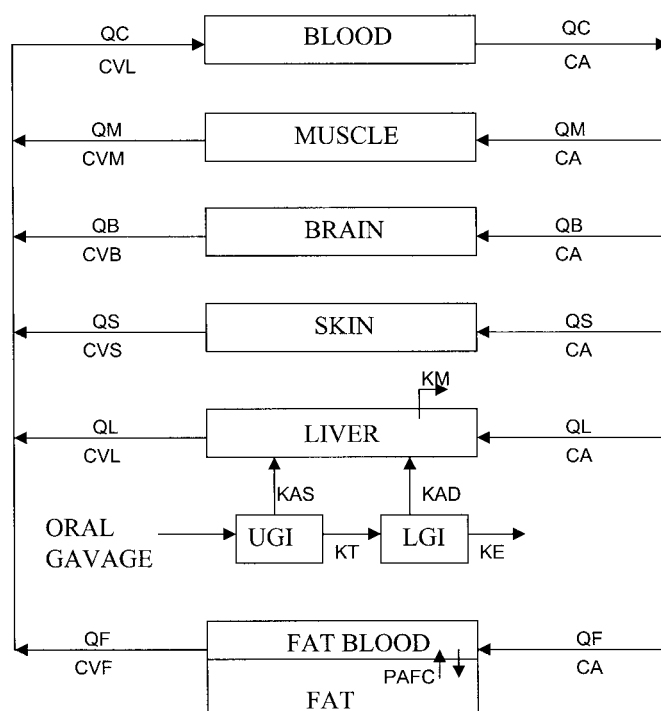 QC BLOOD QC
CVL CA
QM MUSCLE QM
CVM CA
QB BRAIN QB
CVB CA
QS SKIN QS
CVS CA
KM
QL LIVER QL
CVL CA
KAS KAD
ORAL
GAVAGE
UGI KT LGI KE
QF FAT BLOOD QF
CVF PAFC CA
FAT